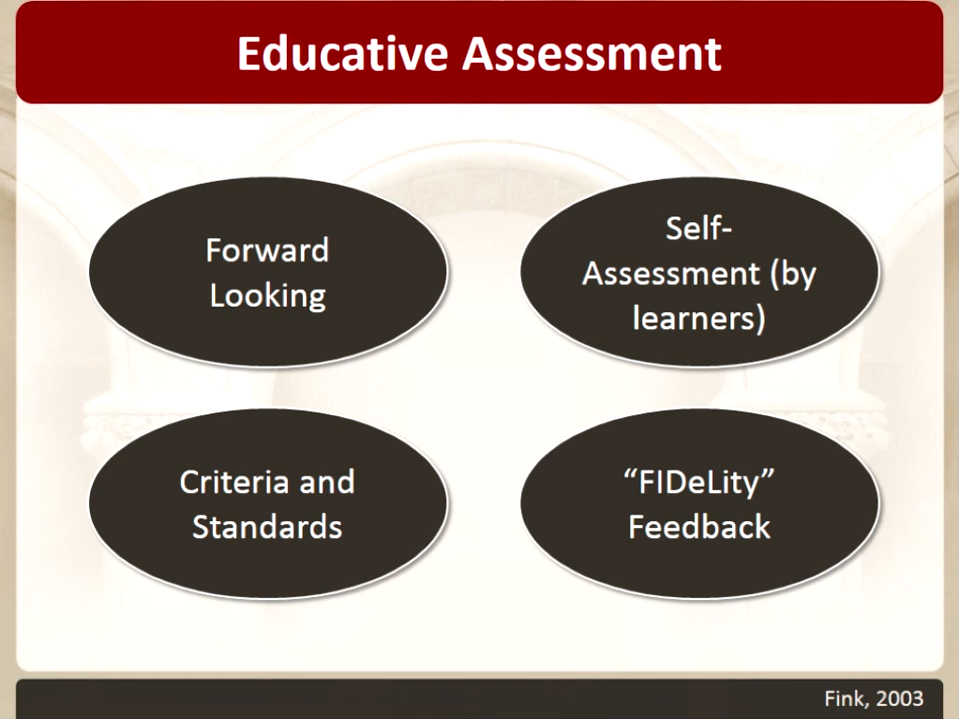 Educative Assessment
Forward
Looking
Self-
Assessment (by
learners)
Criteria and
Standards
“FIDeLity”
Feedback
Fink, 2003